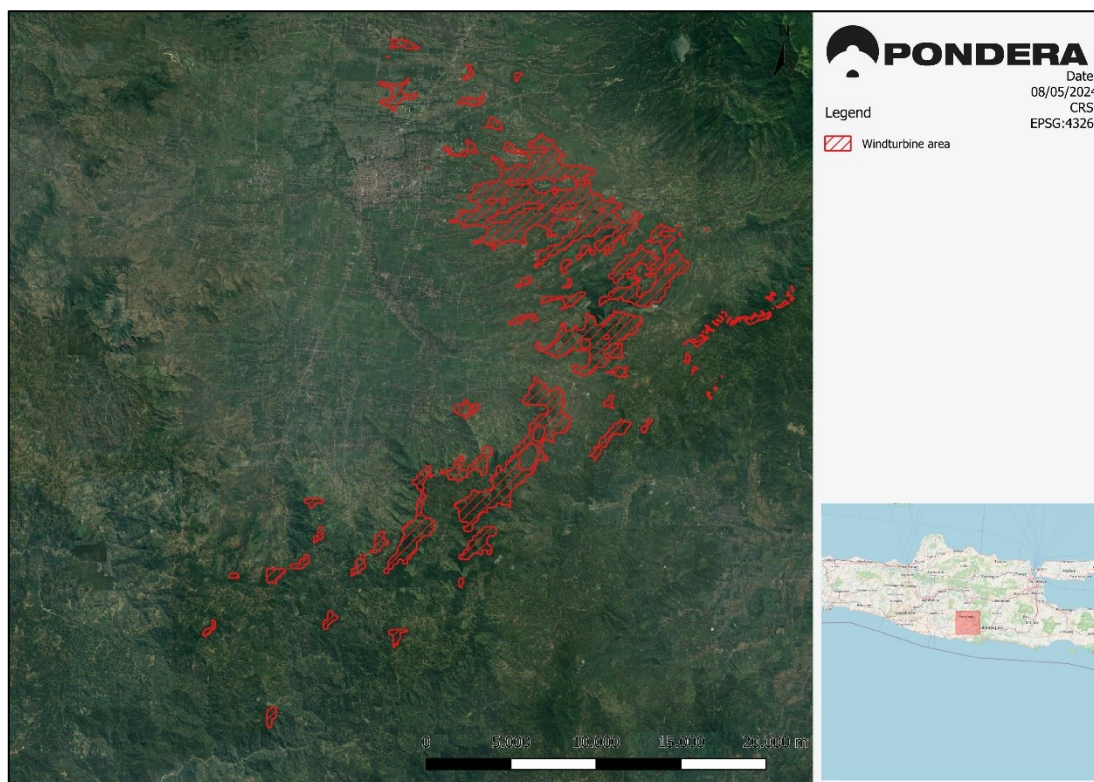 N
PONDERA
Date
08/05/2024
CRS
EPSG:4326
Legend
Windturbine area
0 5.000 10.000 15.000 20.000 m